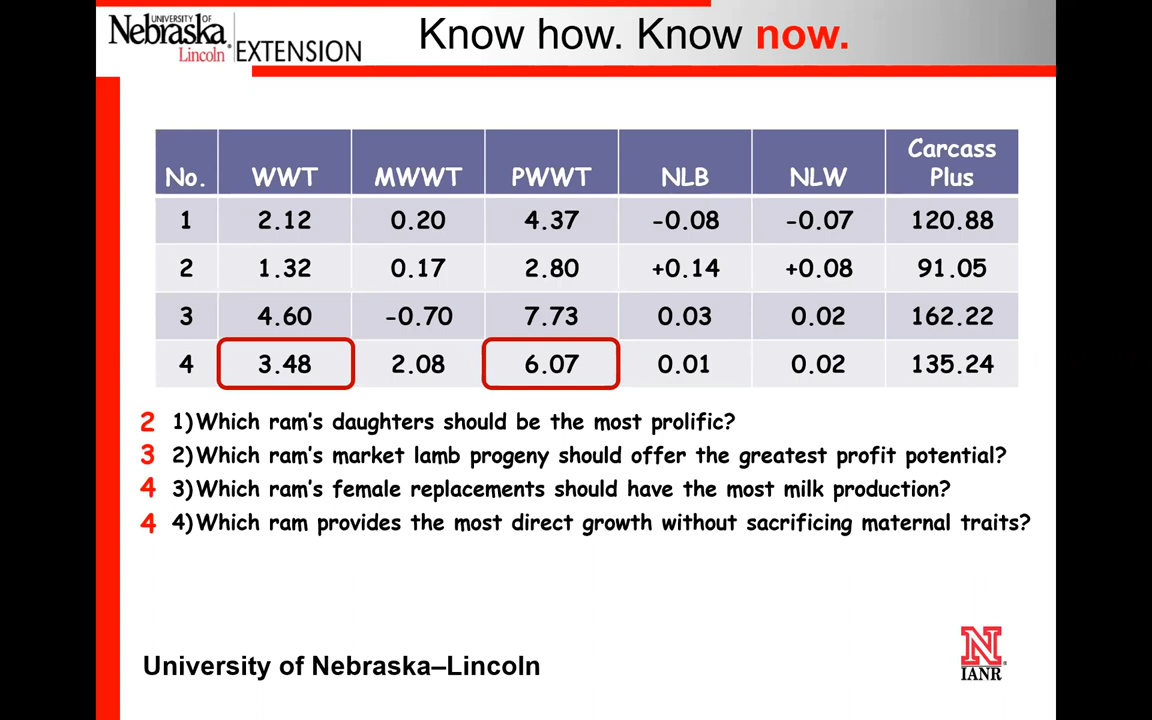 UNIVERSITY OF
Nebraska
Lincoln
EXTENSION
Know how. Know now.
No. WWT MWWT PWWT NLB NLW Carcass Plus
1 2.12 0.20 4.37 -0.08 -0.07 120.88
2 1.32 0.17 2.80 +0.14 +0.08 91.05
3 4.60 -0.70 7.73 0.03 0.02 162.22
4 3.48 2.08 6.07 0.01 0.02 135.24
2 1) Which ram's daughters should be the most prolific?
3 2) Which ram's market lamb progeny should offer the greatest profit potential?
4 3) Which ram's female replacements should have the most milk production?
4 4) Which ram provides the most direct growth without sacrificing maternal traits?
University of Nebraska–Lincoln
N
IANR